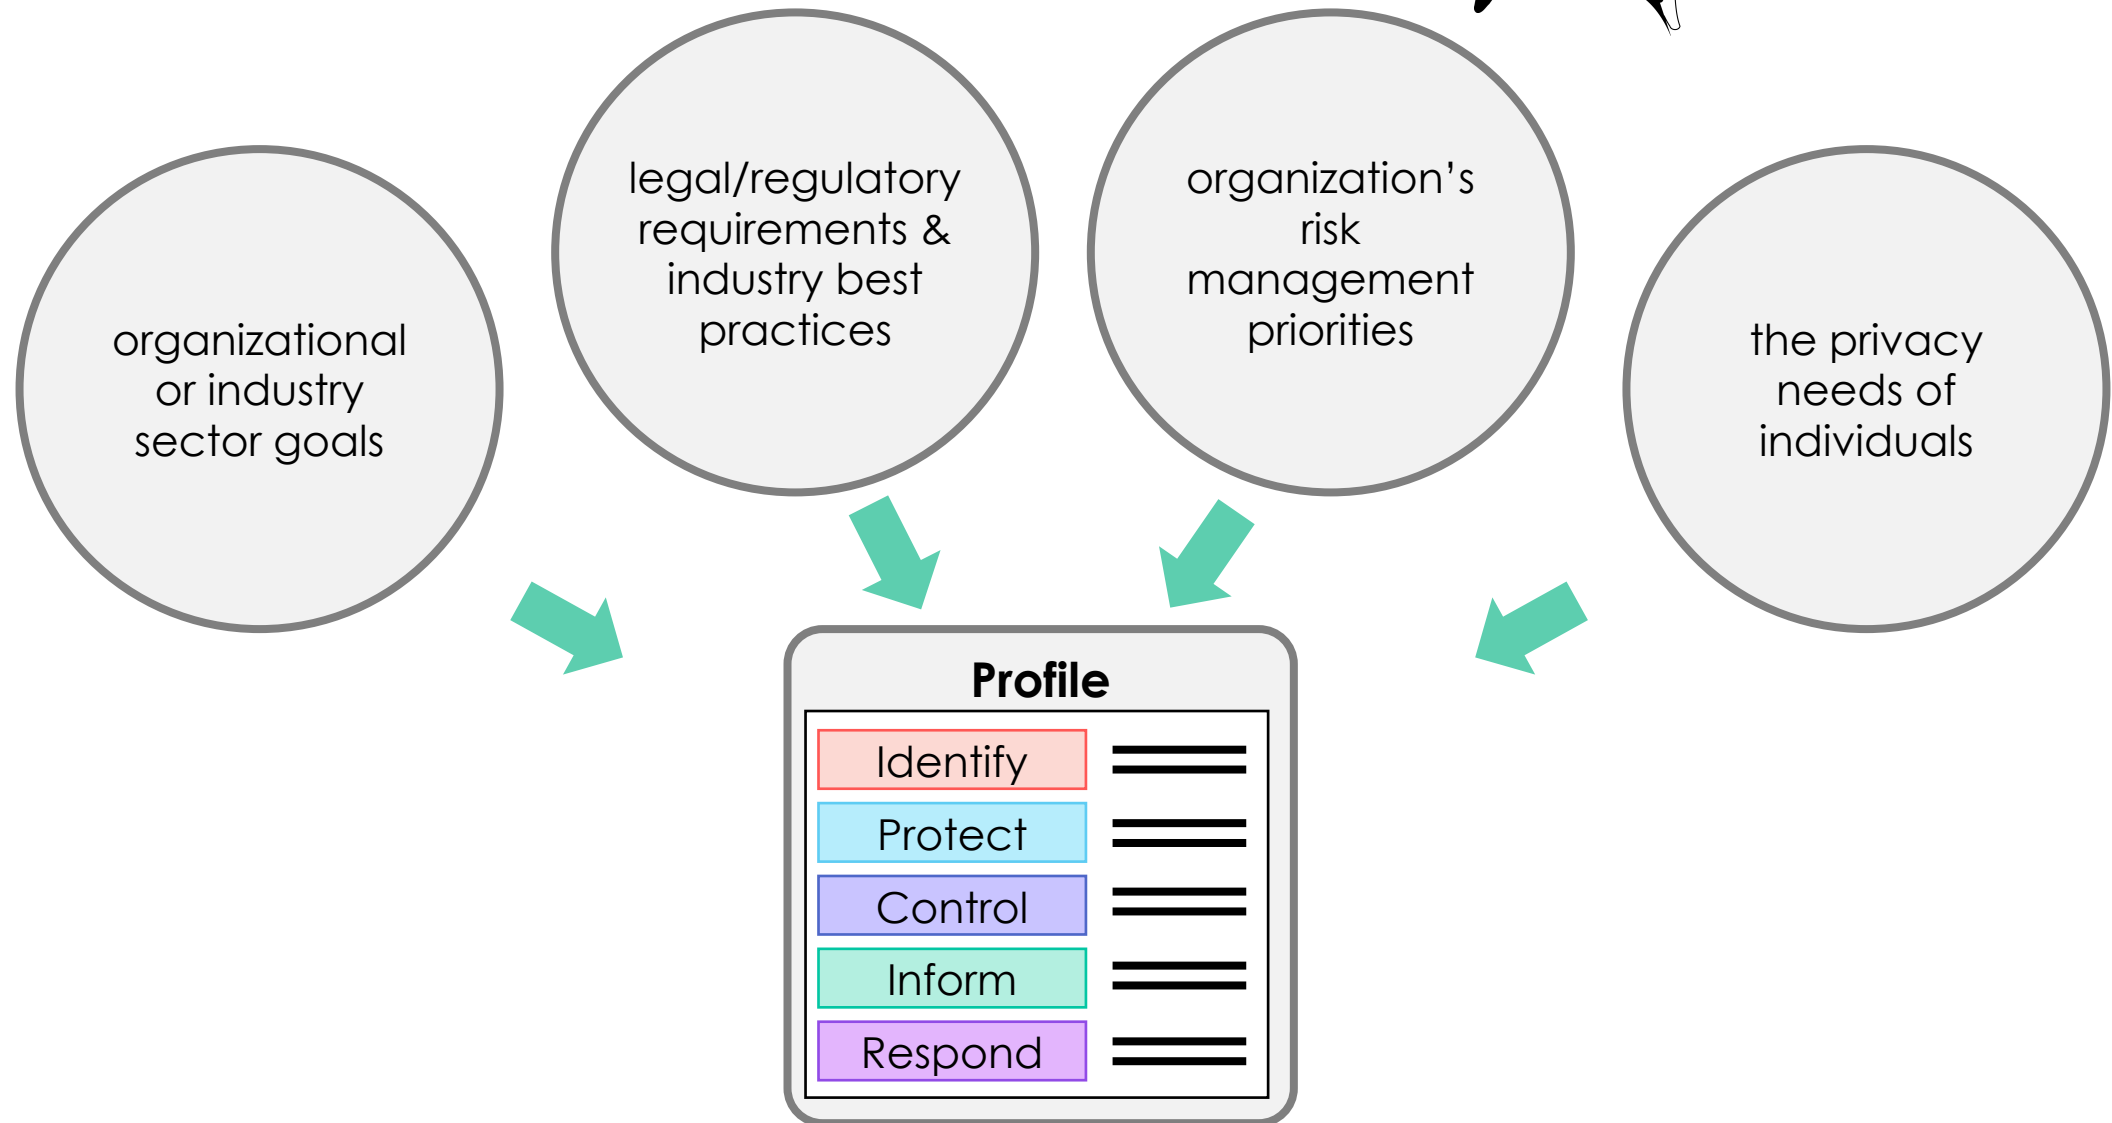 organizational
or industry
sector goals
legal/regulatory
requirements &
industry best
practices
organization’s
risk
management
priorities
the privacy
needs of
individuals
Profile
Identify
Protect
Control
Inform
Respond